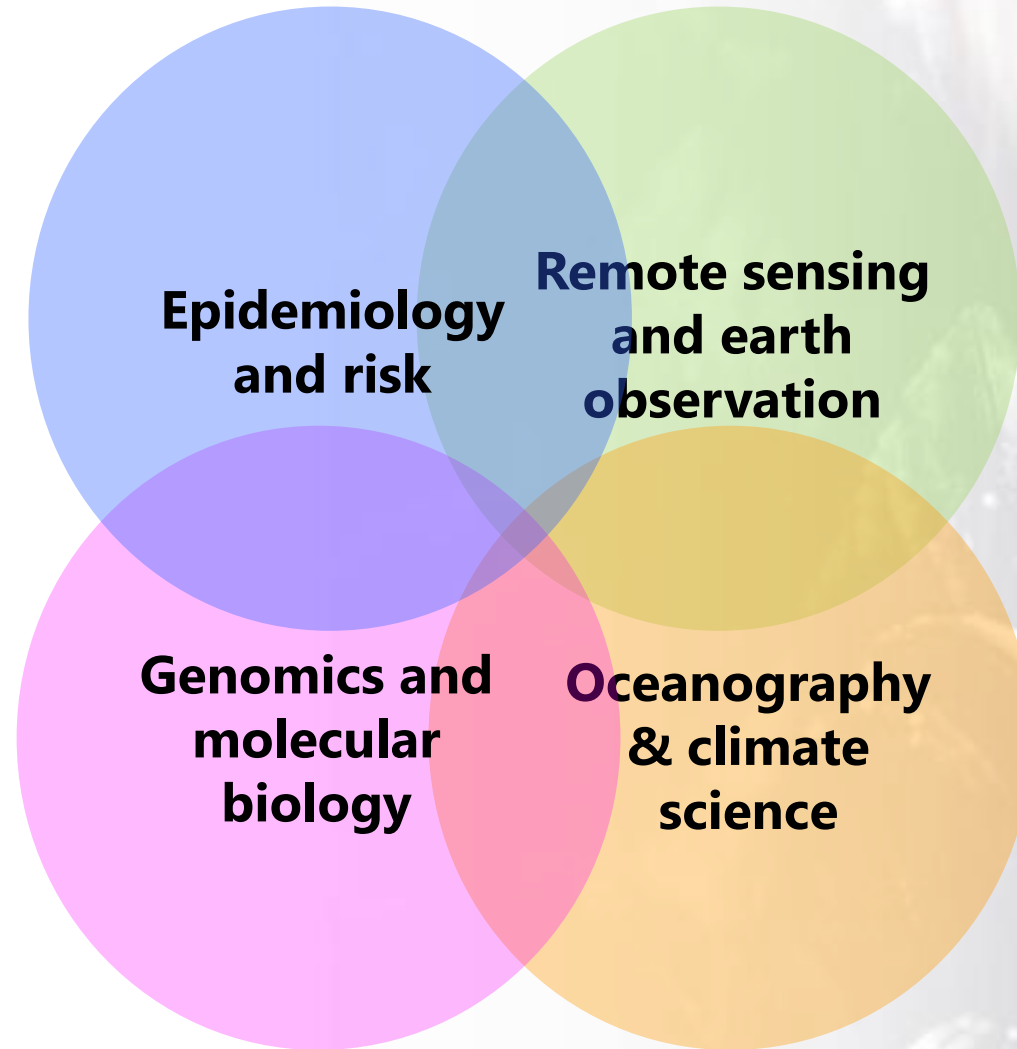 Epidemiology
and risk
Remote sensing
and earth
observation
Genomics and
molecular
biology
Oceanography
& climate
science